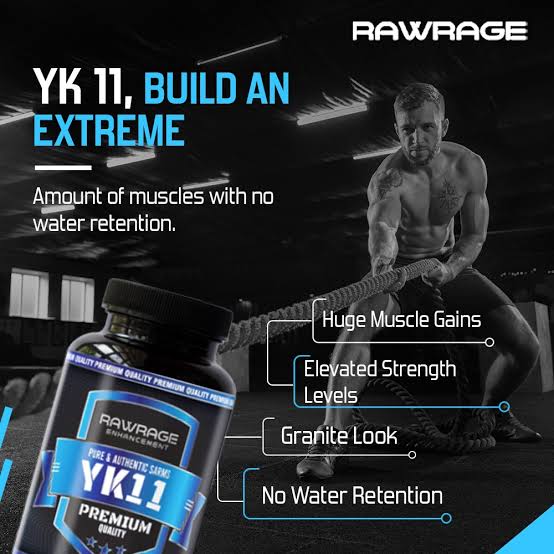 RAWRAGE
YK 11, BUILD AN
EXTREME
Amount of muscles with no
water retention.
Huge Muscle Gains
Elevated Strength
Levels
Granite Look
No Water Retention
QUALITY PREMIUM QUALITY PREMIUM QUALITY PREMIUM
RAWRAGE
ENHANCEMENT
PURE & AUTHENTIC SARMS
YK11
PREMIUM
QUALITY